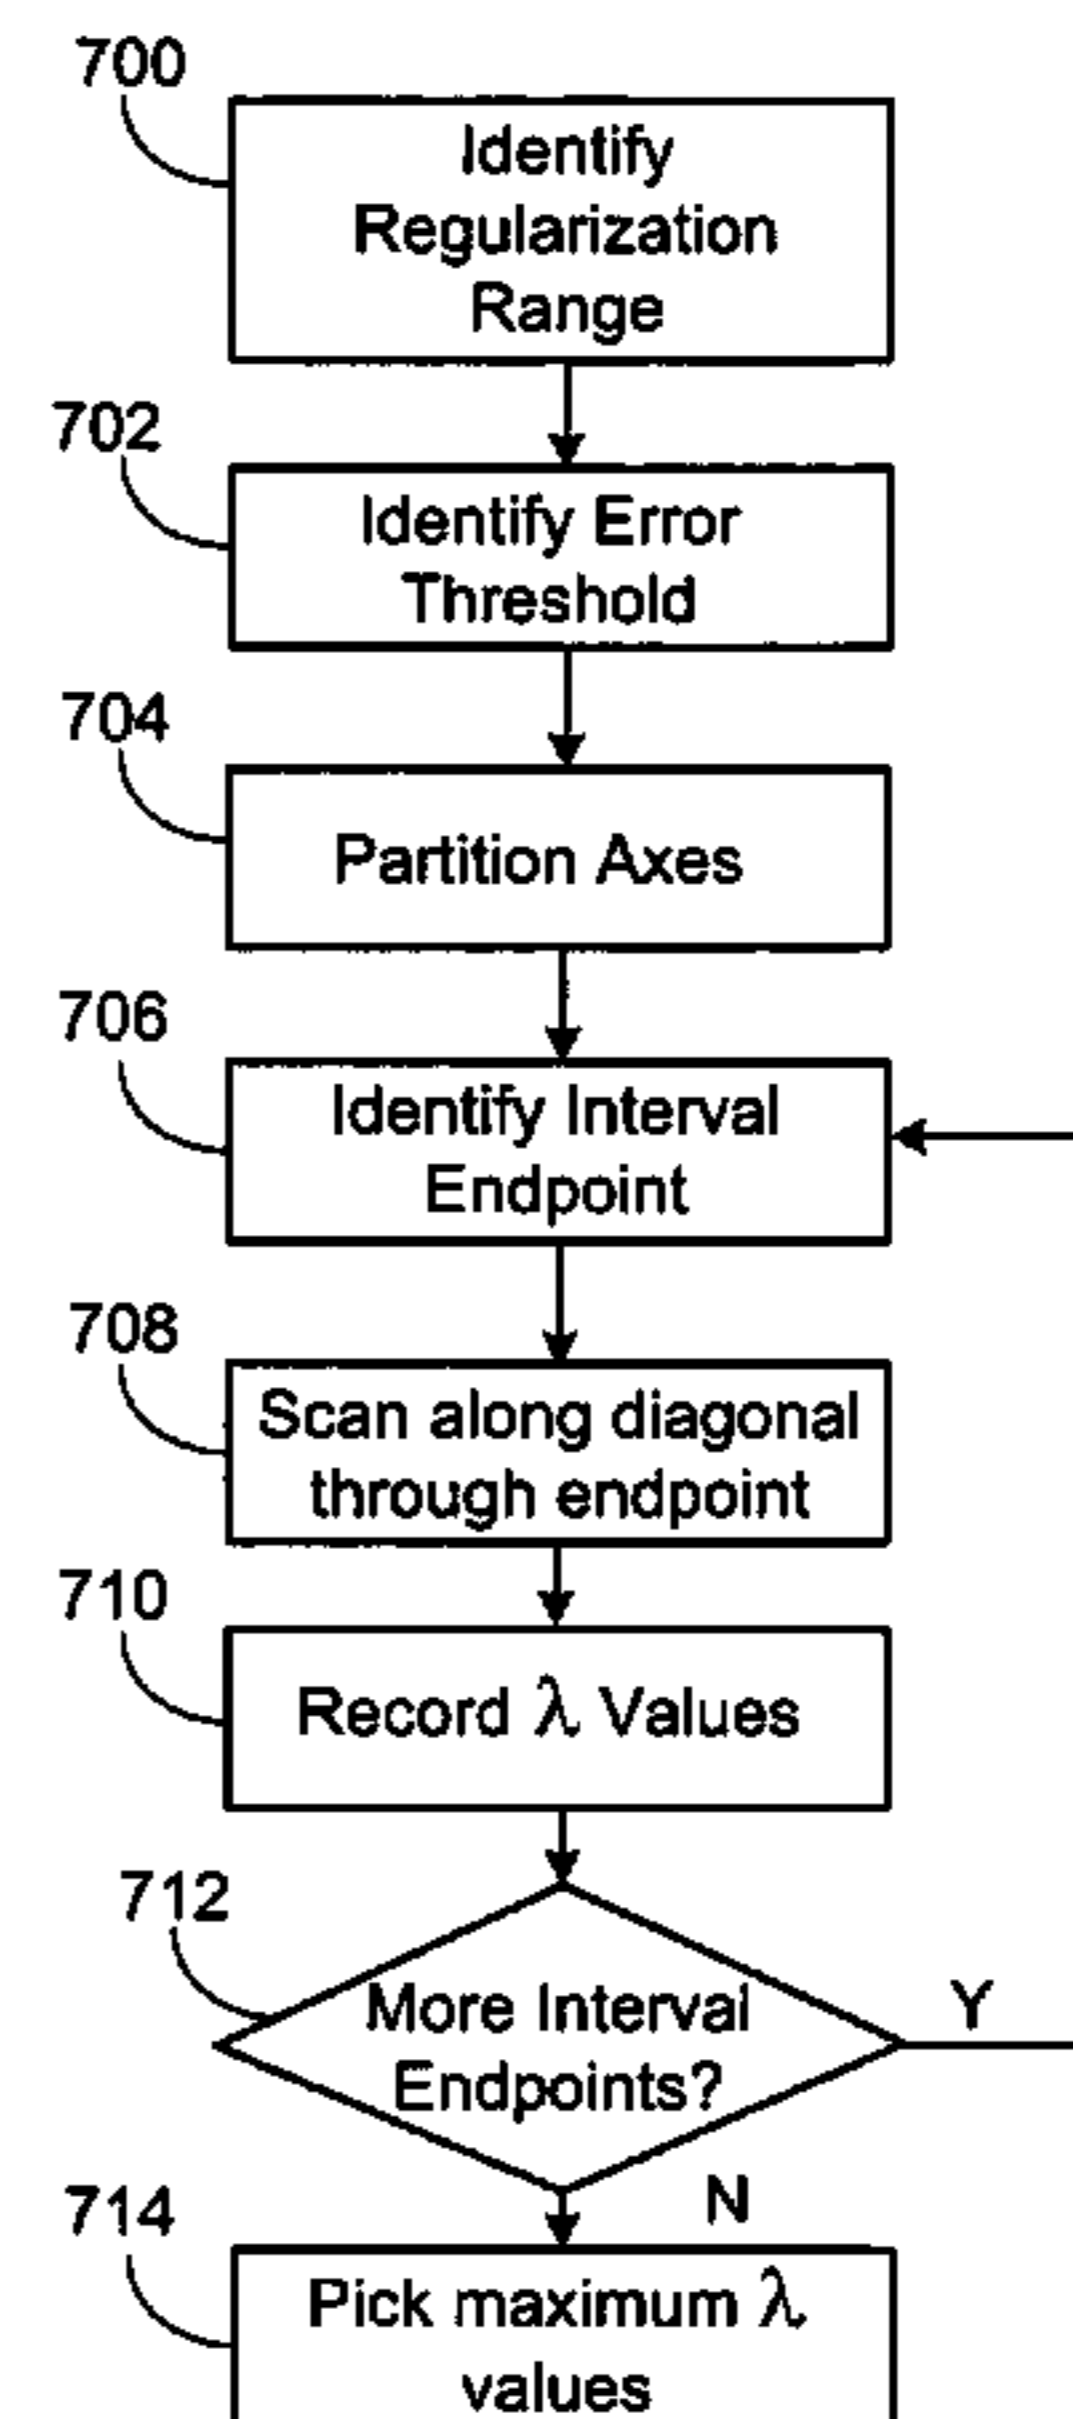 700
Identify
Regularization
Range
702
Identify Error
Threshold
704
Partition Axes
706
Identify Interval
Endpoint
708
Scan along diagonal
through endpoint
710
Record λ Values
712
More Interval
Endpoints?
Y
N
714
Pick maximum λ
values